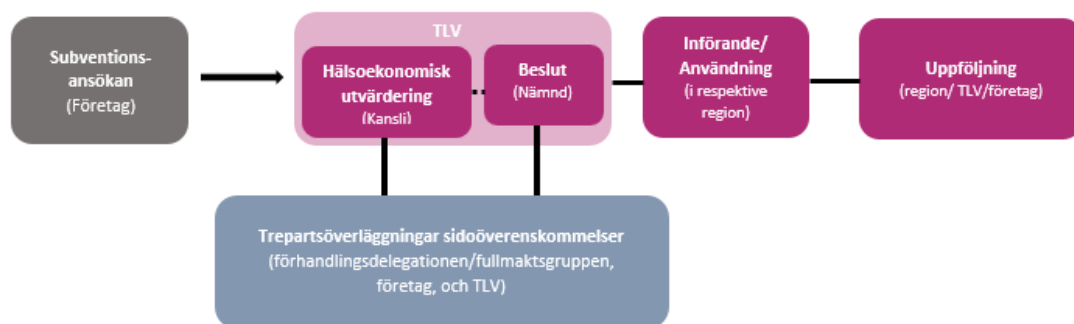 Subventions-
ansökan
(Företag)
TLV
Hälsoekonomisk
utvärdering
(Kansli)
Beslut
(Nämnd)
Införande/
Användning
(i respektive
region)
Uppföljning
(region/ TLV/företag)
Trepartsöverläggningar sidoöverenskommelser
(förhandlingsdelegationen/fullmaktsgruppen,
företag, och TLV)